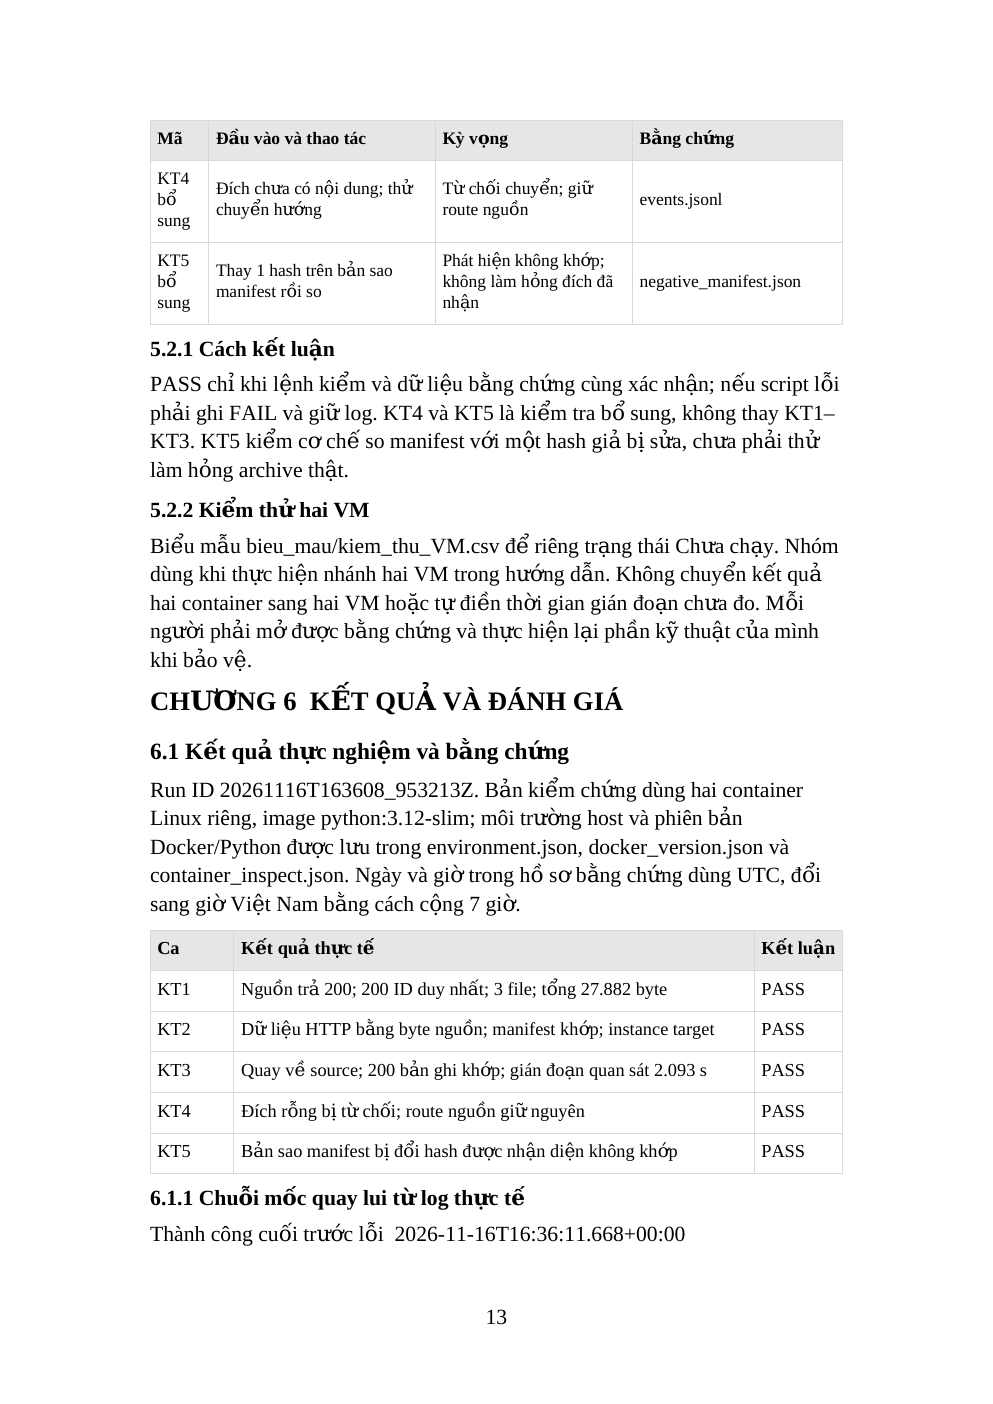 Mã Đầu vào và thao tác Kỳ vọng Bằng chứng
KT4 bổ sung Đích chưa có nội dung; thử chuyển hướng Từ chối chuyển; giữ route nguồn events.jsonl
KT5 bổ sung Thay 1 hash trên bản sao manifest rồi so Phát hiện không khớp; không làm hỏng đích đã nhận negative_manifest.json
5.2.1 Cách kết luận
PASS chỉ khi lệnh kiểm và dữ liệu bằng chứng cùng xác nhận; nếu script lỗi
phải ghi FAIL và giữ log. KT4 và KT5 là kiểm tra bổ sung, không thay KT1–
KT3. KT5 kiểm cơ chế so manifest với một hash giả bị sửa, chưa phải thử
làm hỏng archive thật.
5.2.2 Kiểm thử hai VM
Biểu mẫu bieu_mau/kiem_thu_VM.csv để riêng trạng thái Chưa chạy. Nhóm
dùng khi thực hiện nhánh hai VM trong hướng dẫn. Không chuyển kết quả
hai container sang hai VM hoặc tự điền thời gian gián đoạn chưa đo. Mỗi
người phải mở được bằng chứng và thực hiện lại phần kỹ thuật của mình
khi bảo vệ.
CHƯƠNG 6  KẾT QUẢ VÀ ĐÁNH GIÁ
6.1 Kết quả thực nghiệm và bằng chứng
Run ID 20261116T163608_953213Z. Bản kiểm chứng dùng hai container
Linux riêng, image python:3.12-slim; môi trường host và phiên bản
Docker/Python được lưu trong environment.json, docker_version.json và
container_inspect.json. Ngày và giờ trong hồ sơ bằng chứng dùng UTC, đổi
sang giờ Việt Nam bằng cách cộng 7 giờ.
Ca Kết quả thực tế Kết luận
KT1 Nguồn trả 200; 200 ID duy nhất; 3 file; tổng 27.882 byte PASS
KT2 Dữ liệu HTTP bằng byte nguồn; manifest khớp; instance target PASS
KT3 Quay về source; 200 bản ghi khớp; gián đoạn quan sát 2.093 s PASS
KT4 Đích rỗng bị từ chối; route nguồn giữ nguyên PASS
KT5 Bản sao manifest bị đổi hash được nhận diện không khớp PASS
6.1.1 Chuỗi mốc quay lui từ log thực tế
Thành công cuối trước lỗi  2026-11-16T16:36:11.668+00:00
13